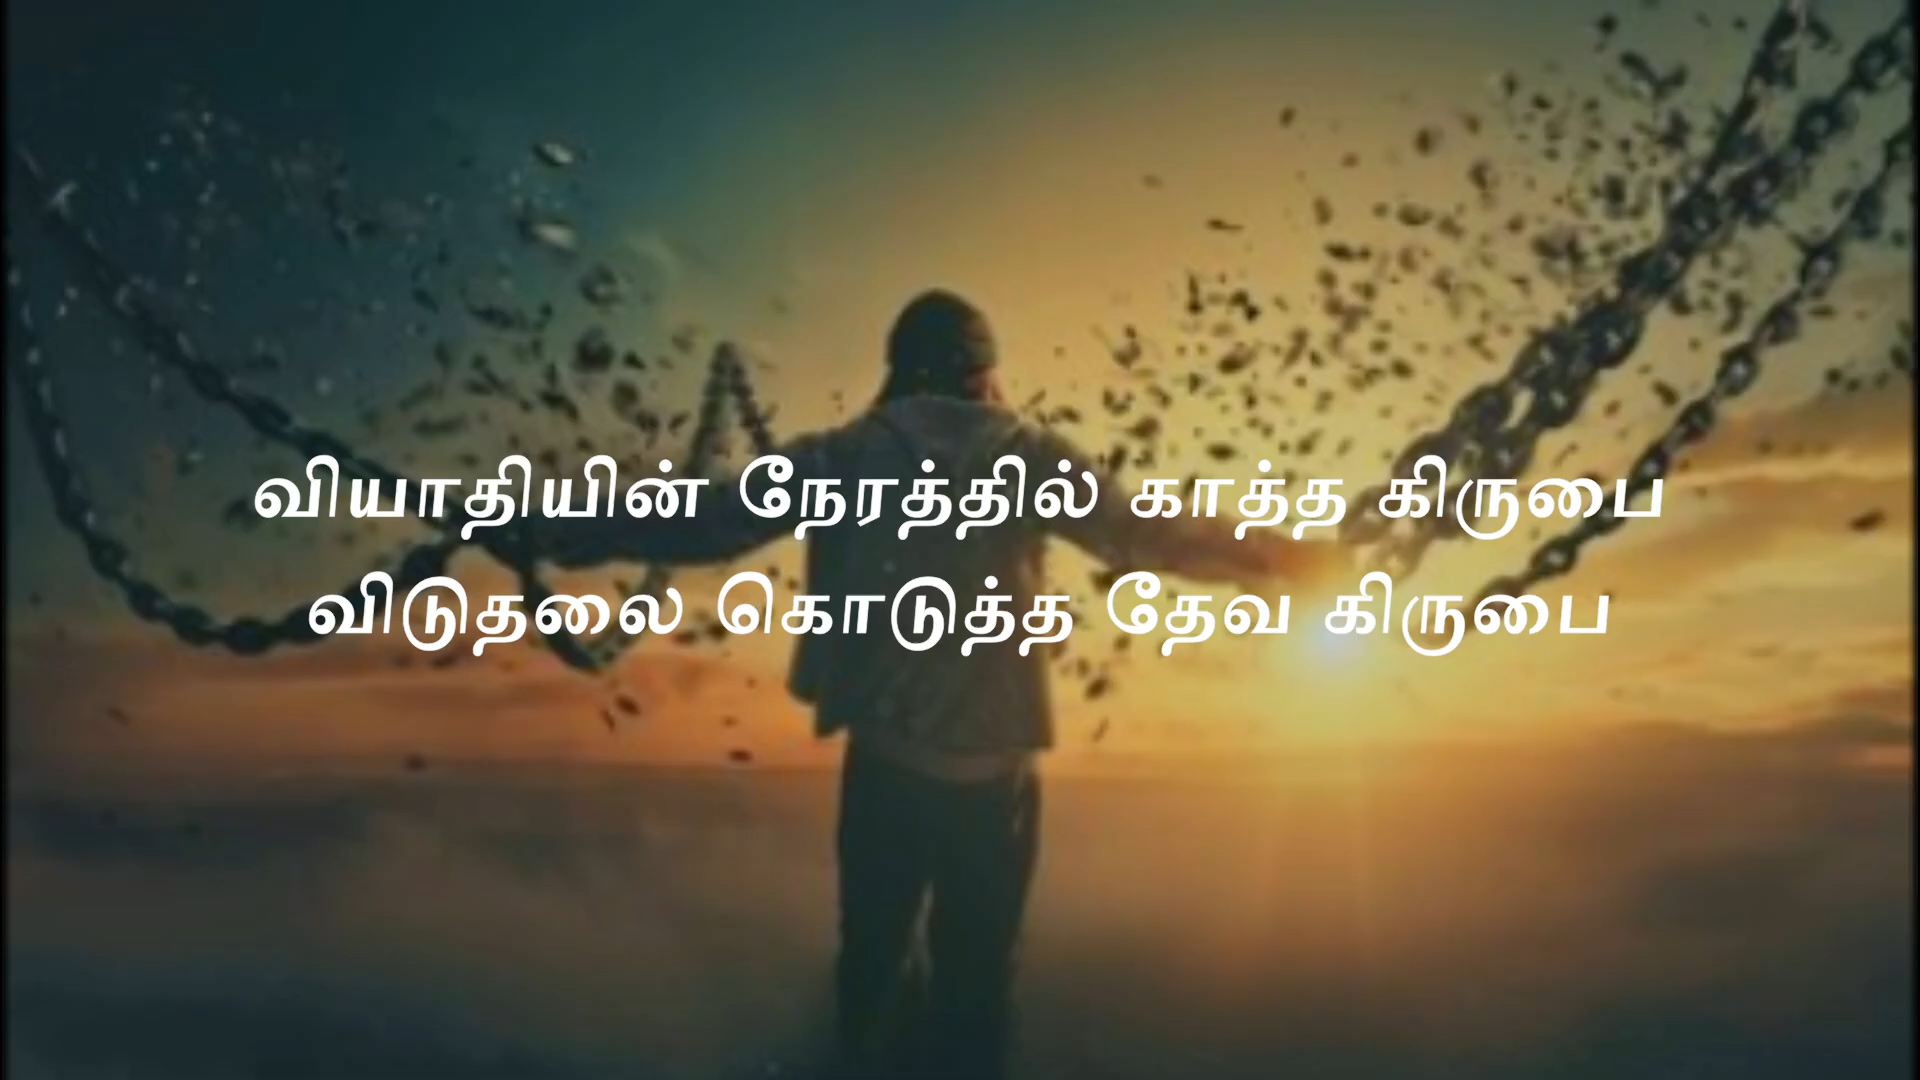 வியாதியின் நேரத்தில் காத்த கிருபை
விடுதலை கொடுத்த தேவ கிருபை